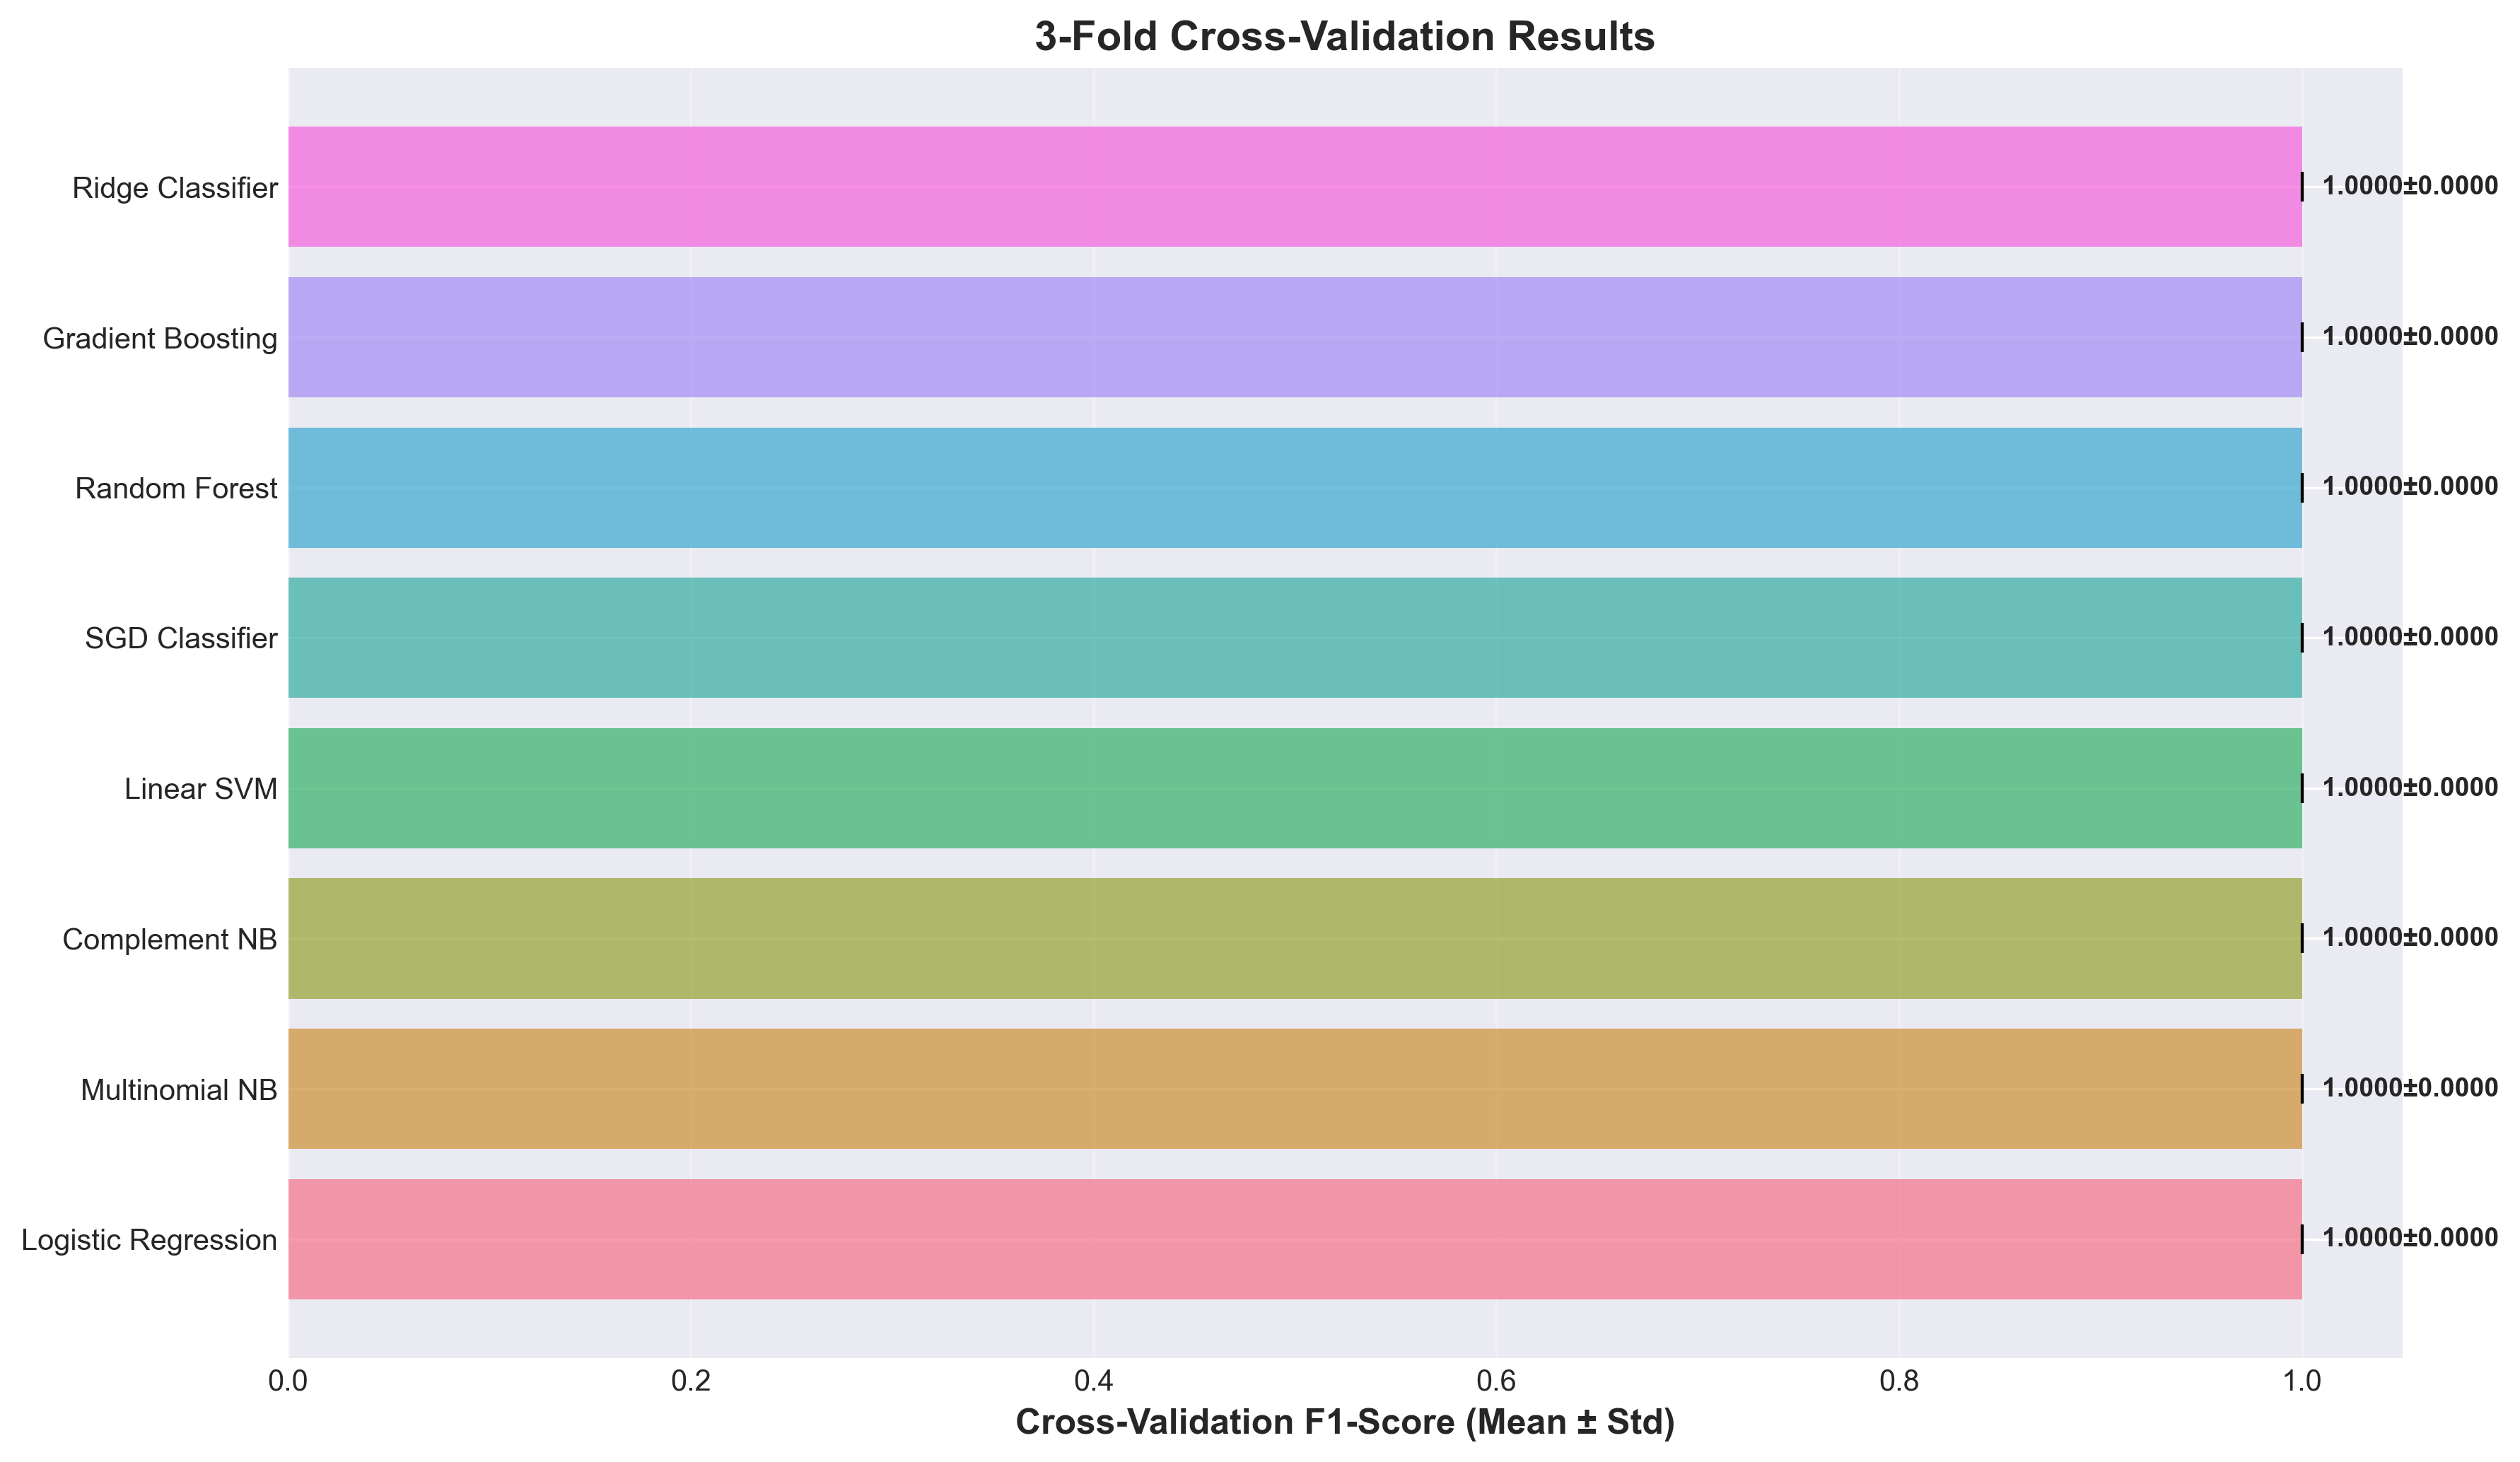 3-Fold Cross-Validation Results
Ridge Classifier 1.0000±0.0000
Gradient Boosting 1.0000±0.0000
Random Forest 1.0000±0.0000
SGD Classifier 1.0000±0.0000
Linear SVM 1.0000±0.0000
Complement NB 1.0000±0.0000
Multinomial NB 1.0000±0.0000
Logistic Regression 1.0000±0.0000
0.0 0.2 0.4 0.6 0.8 1.0
Cross-Validation F1-Score (Mean ± Std)